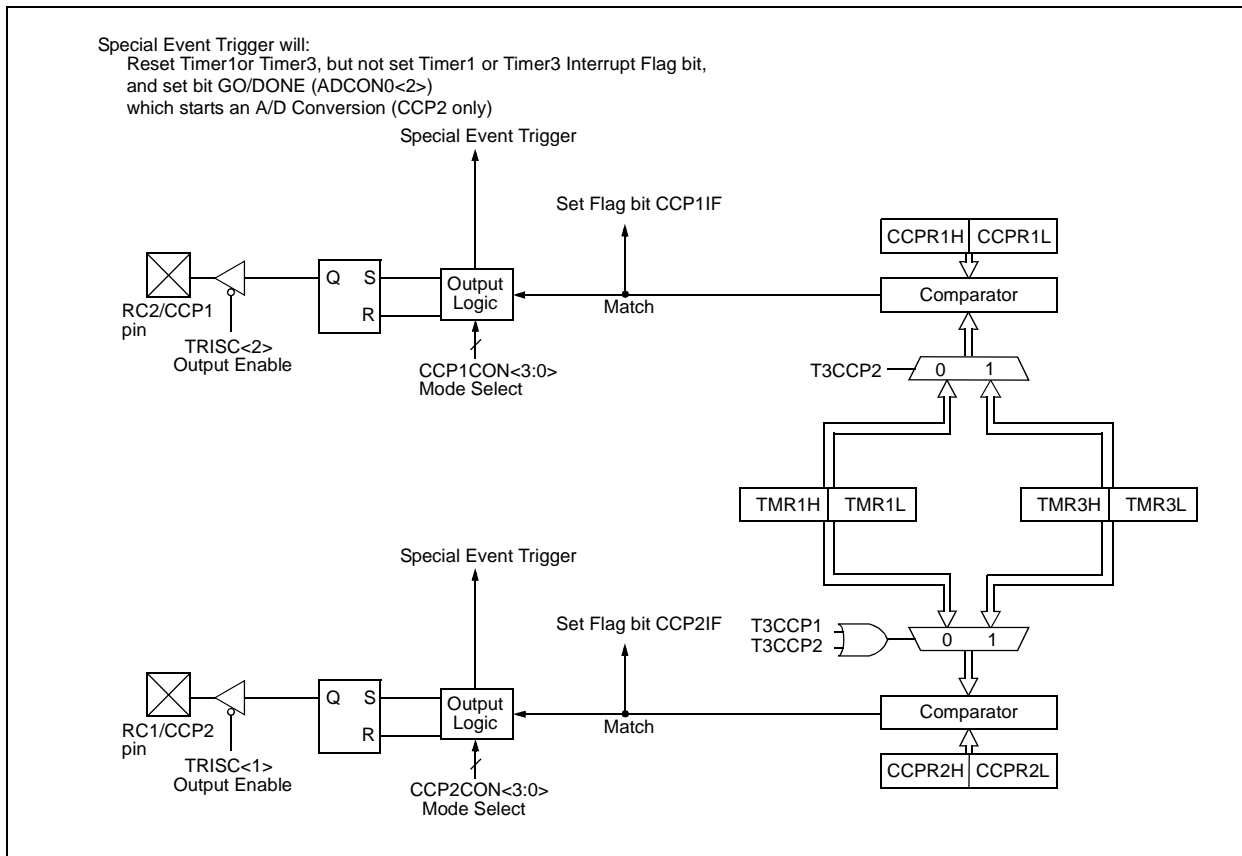 Special Event Trigger will:
Reset Timer1or Timer3, but not set Timer1 or Timer3 Interrupt Flag bit,
and set bit GO/DONE (ADCON0<2>)
which starts an A/D Conversion (CCP2 only)
Special Event Trigger
Set Flag bit CCP1IF
CCPR1H CCPR1L
Q S
R
Output
Logic
Comparator
Match
RC2/CCP1
pin
TRISC<2>
Output Enable
CCP1CON<3:0>
Mode Select
T3CCP2
0 1
TMR1H TMR1L
TMR3H TMR3L
Special Event Trigger
Set Flag bit CCP2IF
T3CCP1
T3CCP2
0 1
Q S
R
Output
Logic
Comparator
Match
RC1/CCP2
pin
TRISC<1>
Output Enable
CCP2CON<3:0>
Mode Select
CCPR2H CCPR2L